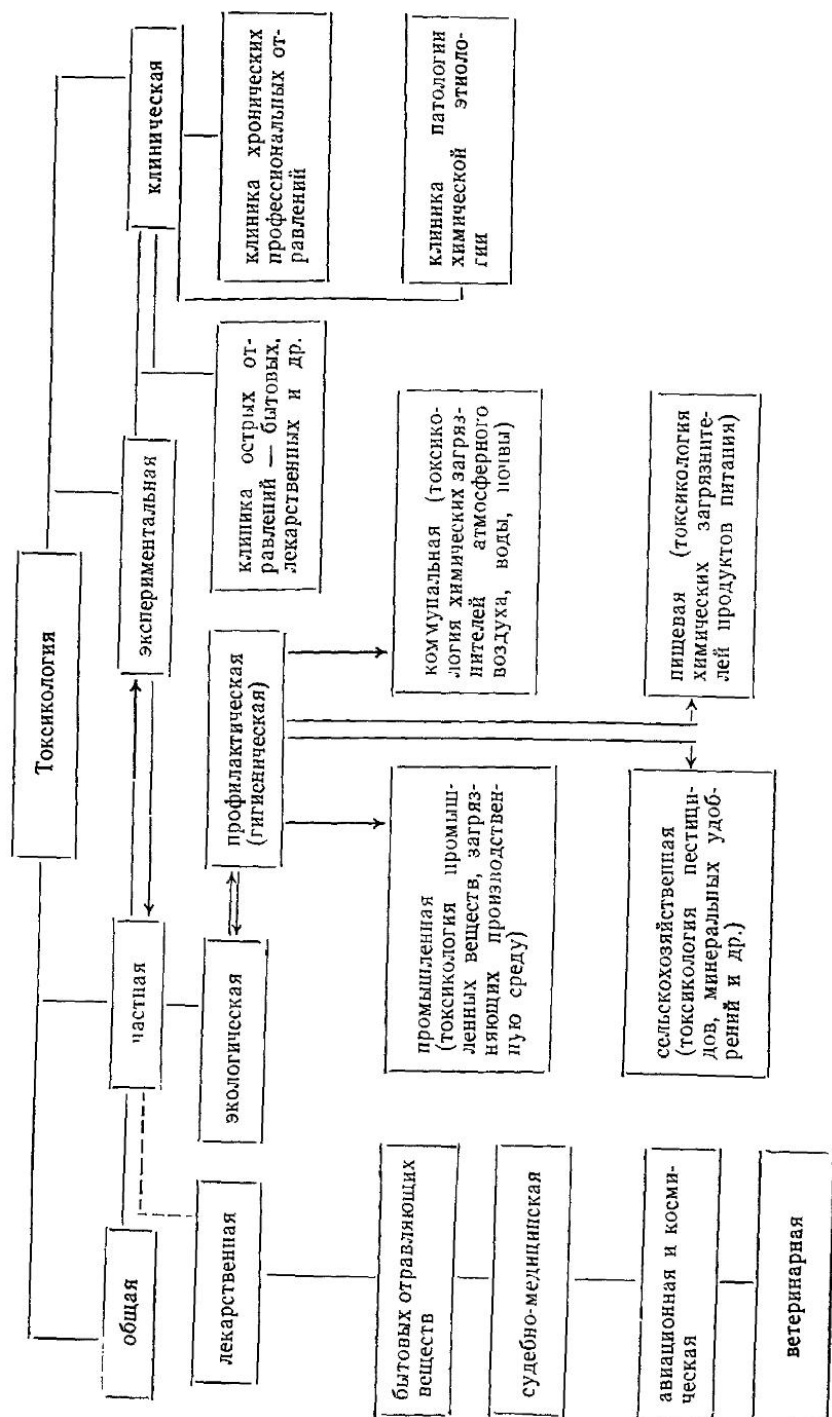 Токсикология
общая
частная
экспериментальная
клиническая
лекарственная
экологическая
профилактическая
(гигиеническая)
клиника острых от-
равлений — бытовых,
лекарственных и др.
клиника хронических
профессиональных от-
равлений
бытовых отравляющих
веществ
промышленная
(токсикология промыш-
ленных веществ, загряз-
няющих производствен-
ную среду)
коммунальная (токсико-
логия химических загряз-
нителей атмосферного
воздуха, воды, почвы)
клиника патологии
химической этиоло-
гии
судебно-медицинская
авиационная и косми-
ческая
сельскохозяйственная
(токсикология пестици-
дов, минеральных удоб-
рений и др.)
пищевая (токсикология
химических загрязните-
лей продуктов питания)
ветеринарная